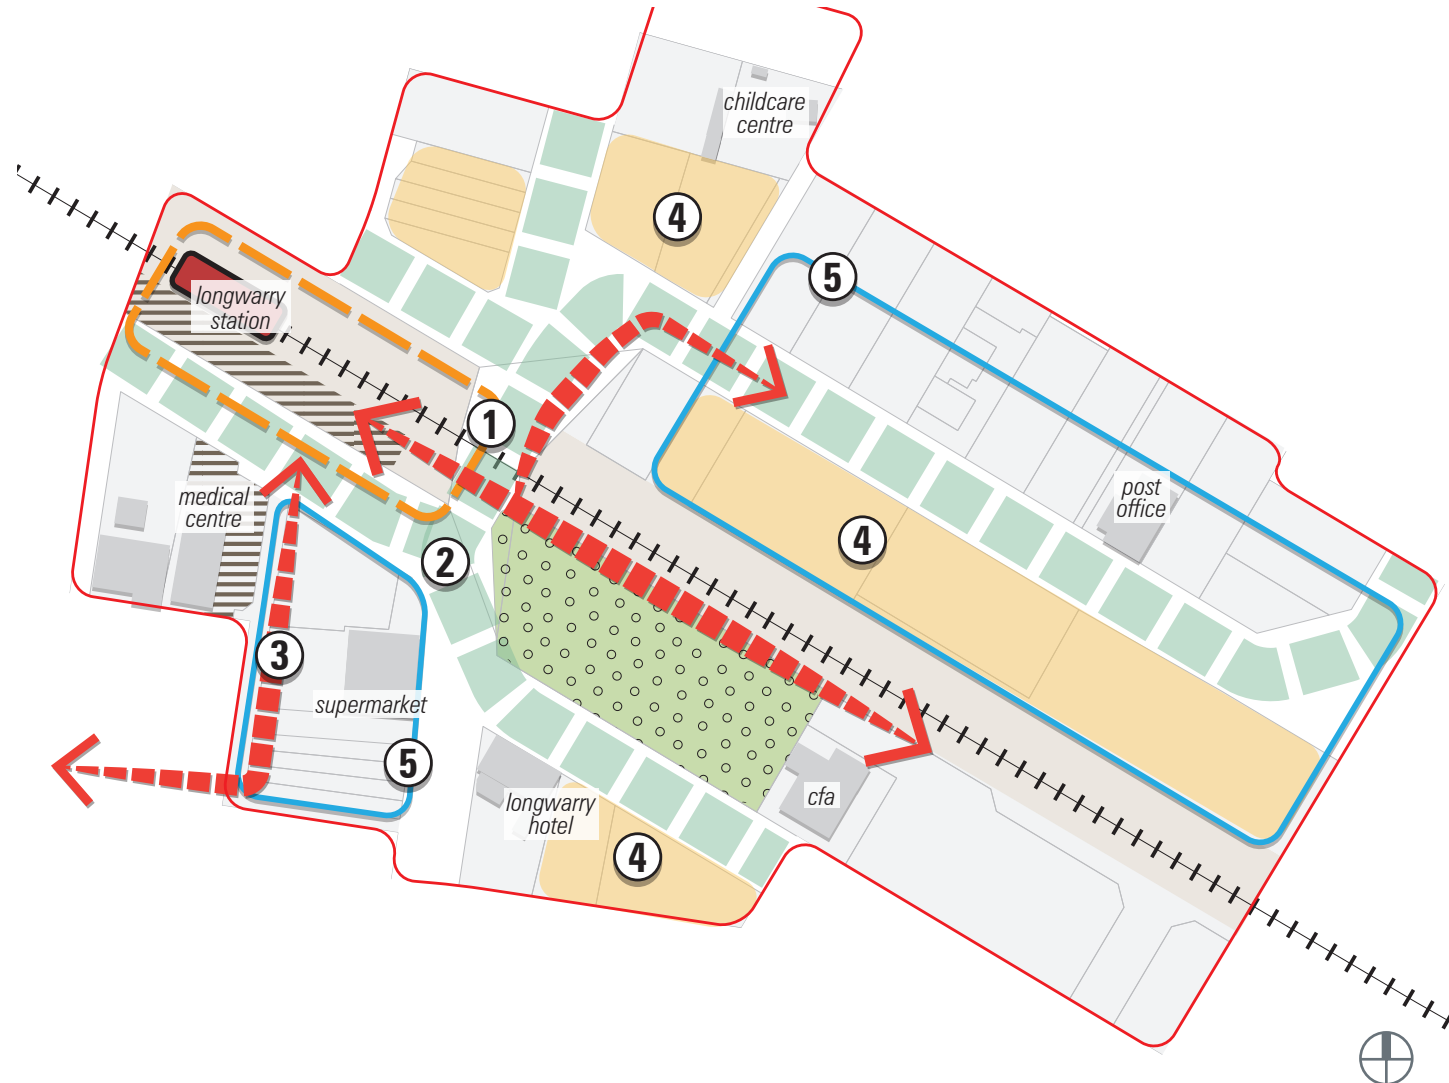 childcare
centre
4
5
longwarry
station
1
medical
centre
post
office
4
2
3
supermarket
5
longwarry
hotel
cfa
4